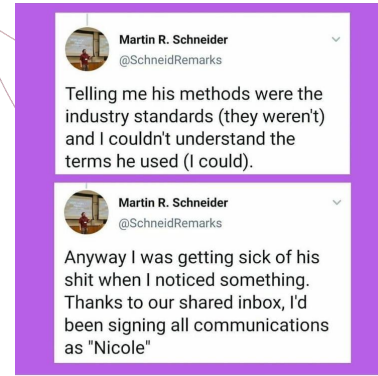 Martin R. Schneider
@SchneidRemarks
Telling me his methods were the
industry standards (they weren't)
and I couldn't understand the
terms he used (I could).
Martin R. Schneider
@SchneidRemarks
Anyway I was getting sick of his
shit when I noticed something.
Thanks to our shared inbox, I'd
been signing all communications
as "Nicole"